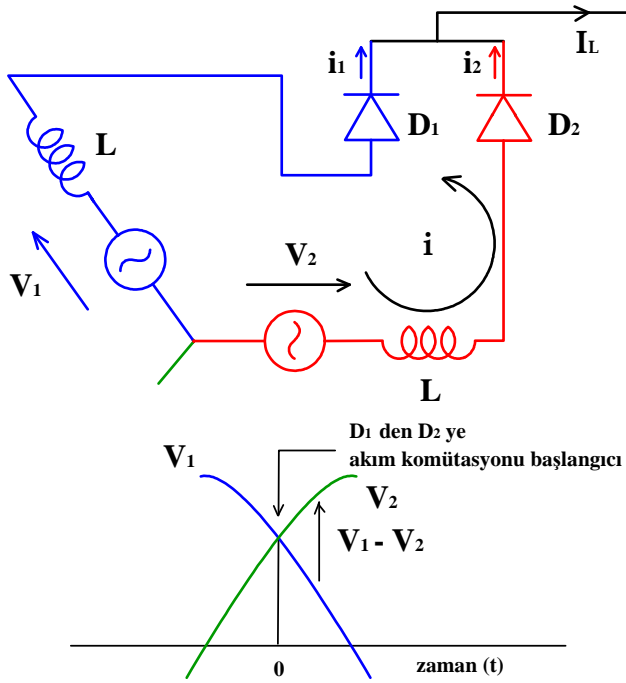 I_L
i₁
i₂
L
D₁
D₂
V₁
V₂
i
L
D₁ den D₂ ye
akım komütasyonu başlangıcı
V₁
V₂
V₁ - V₂
0
zaman (t)